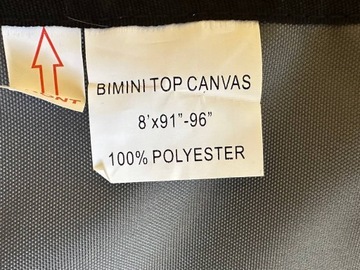 BIMINI TOP CANVAS
8'x91"-96"
100% POLYESTER